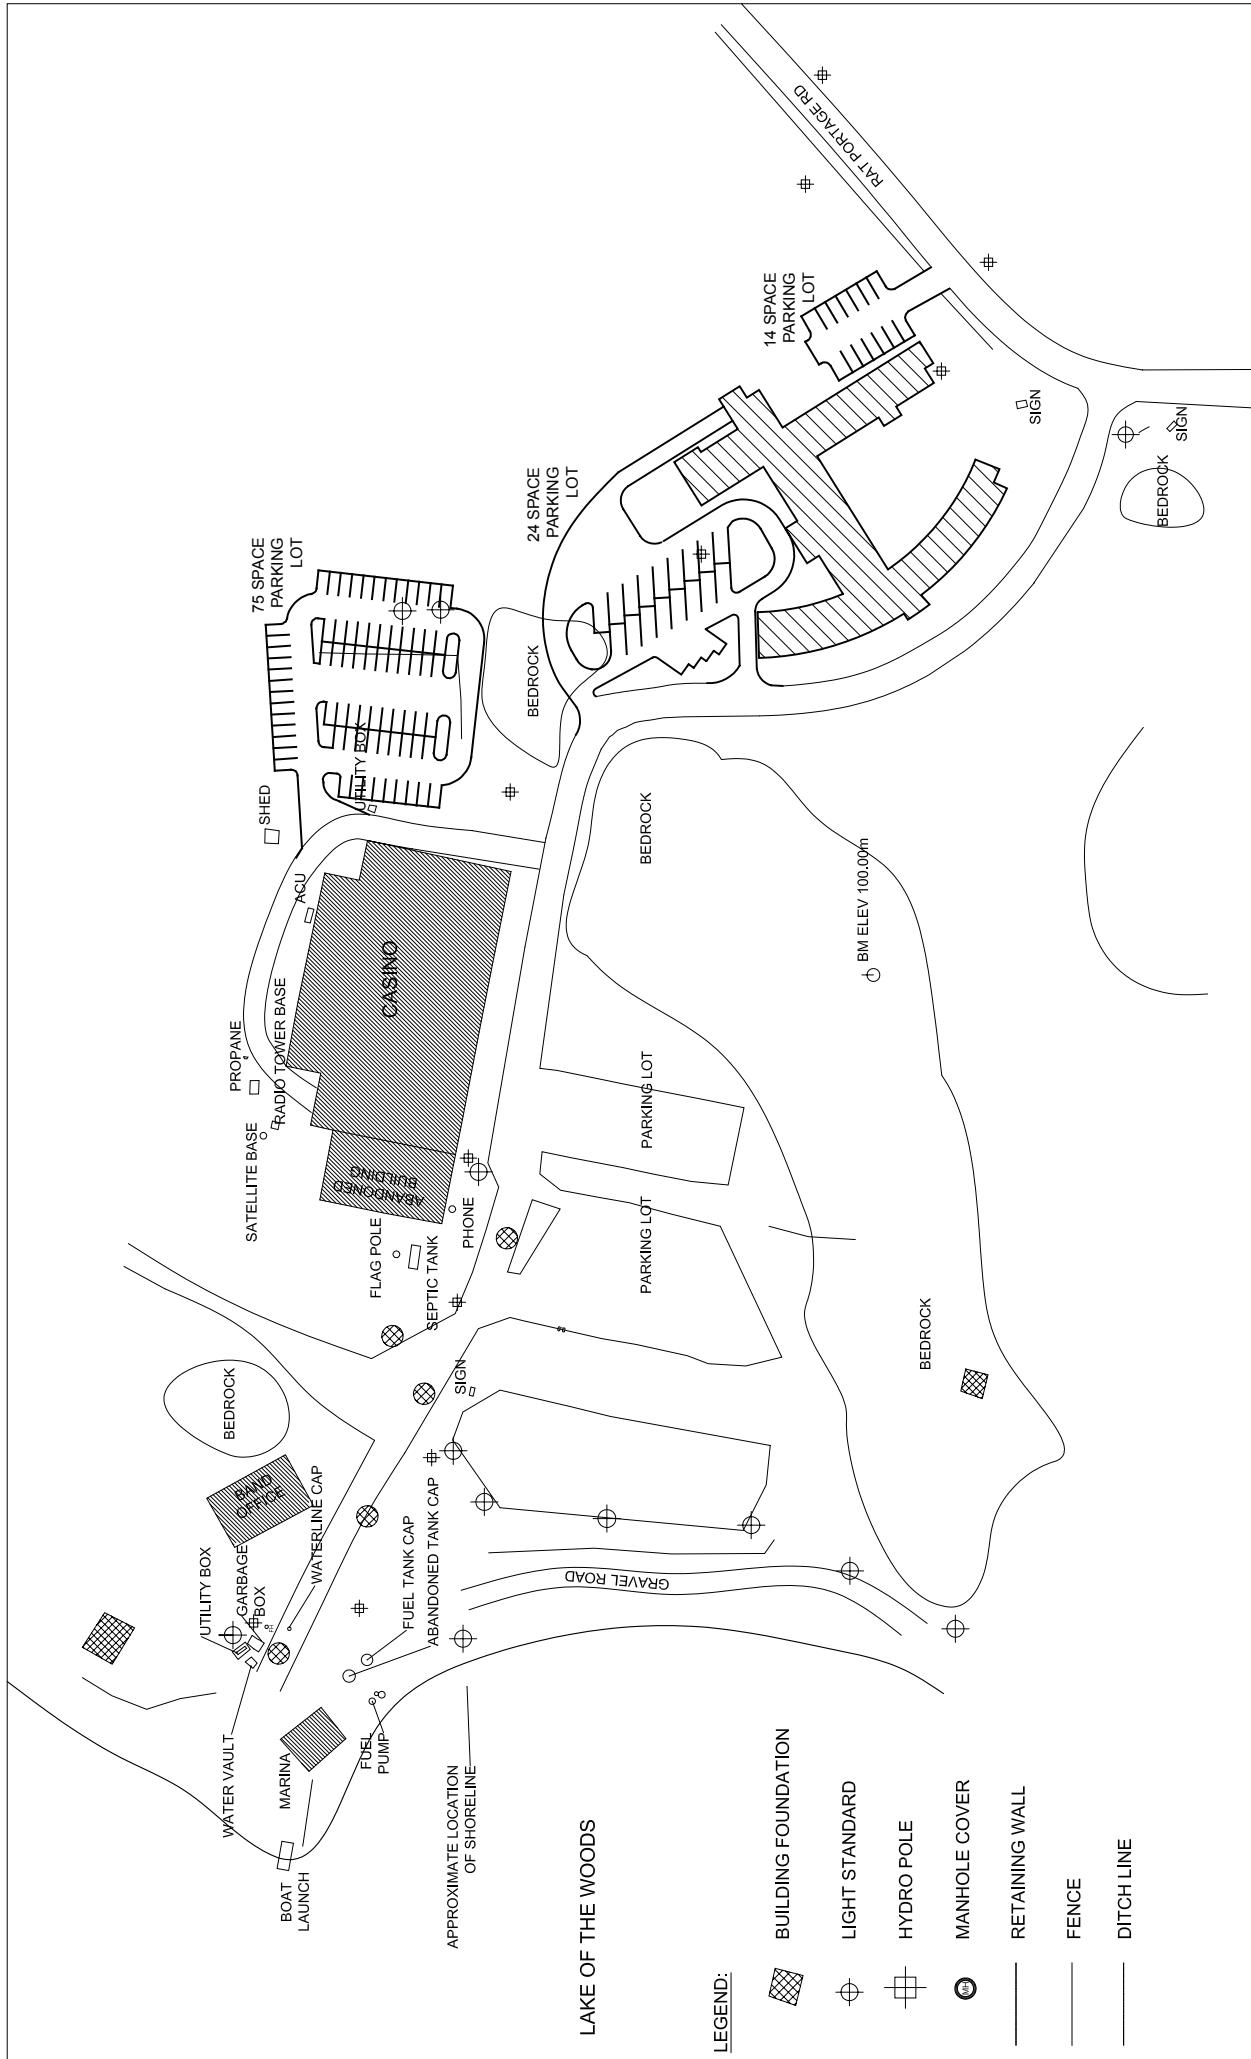 RAT PORTAGE RD
14 SPACE
PARKING
LOT
24 SPACE
PARKING
LOT
75 SPACE
PARKING
LOT
SIGN
SIGN
BEDROCK
BEDROCK
UTILITY BOX
SHED
ACU
CASINO
BEDROCK
BM ELEV 100.00m
PROPANE
RADIO TOWER BASE
SATELLITE BASE
ABANDONED
BUILDING
PARKING LOT
PARKING LOT
FLAG POLE
SEPTIC TANK
PHONE
SIGN
BEDROCK
BEDROCK
BAND
OFFICE
WATERLINE CAP
UTILITY BOX
GARBAGE
BOX
FUEL TANK CAP
ABANDONED TANK CAP
GRAVEL ROAD
WATER VAULT
MARINA
FUEL
PUMP
BOAT
LAUNCH
APPROXIMATE LOCATION
OF SHORELINE
LAKE OF THE WOODS
LEGEND:
BUILDING FOUNDATION
LIGHT STANDARD
HYDRO POLE
MH
MANHOLE COVER
RETAINING WALL
FENCE
DITCH LINE